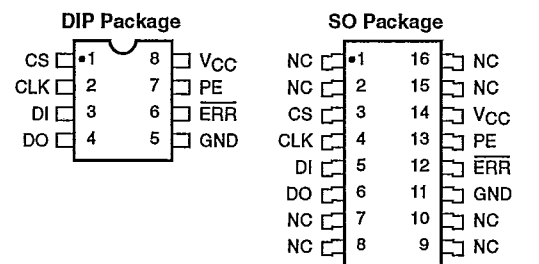 DIP Package
CS 1 8 VCC
CLK 2 7 PE
DI 3 6 ERR
DO 4 5 GND
SO Package
NC 1 16 NC
NC 2 15 NC
CS 3 14 VCC
CLK 4 13 PE
DI 5 12 ERR
DO 6 11 GND
NC 7 10 NC
NC 8 9 NC